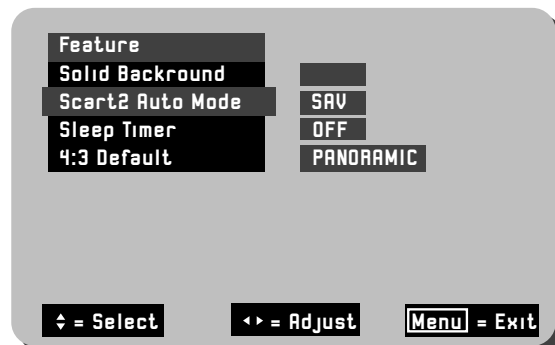 Feature
Solid Backround
Scart2 Auto Mode SAV
Sleep Timer OFF
4:3 Default PANORAMIC
= Select = Adjust Menu = Exit